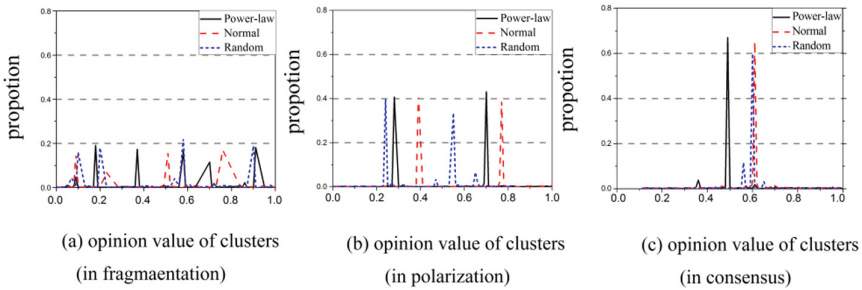 0.8
0.6
0.4
0.2
0.0
0.0 0.2 0.4 0.6 0.8 1.0
propotion
Power-law
Normal
Random
(a) opinion value of clusters
(in fragmaentation)
0.8
0.6
0.4
0.2
0.0
0.0 0.2 0.4 0.6 0.8 1.0
propotion
Power-law
Normal
Random
(b) opinion value of clusters
(in polarization)
0.8
0.6
0.4
0.2
0.0
0.0 0.2 0.4 0.6 0.8 1.0
propotion
Power-law
Normal
Random
(c) opinion value of clusters
(in consensus)